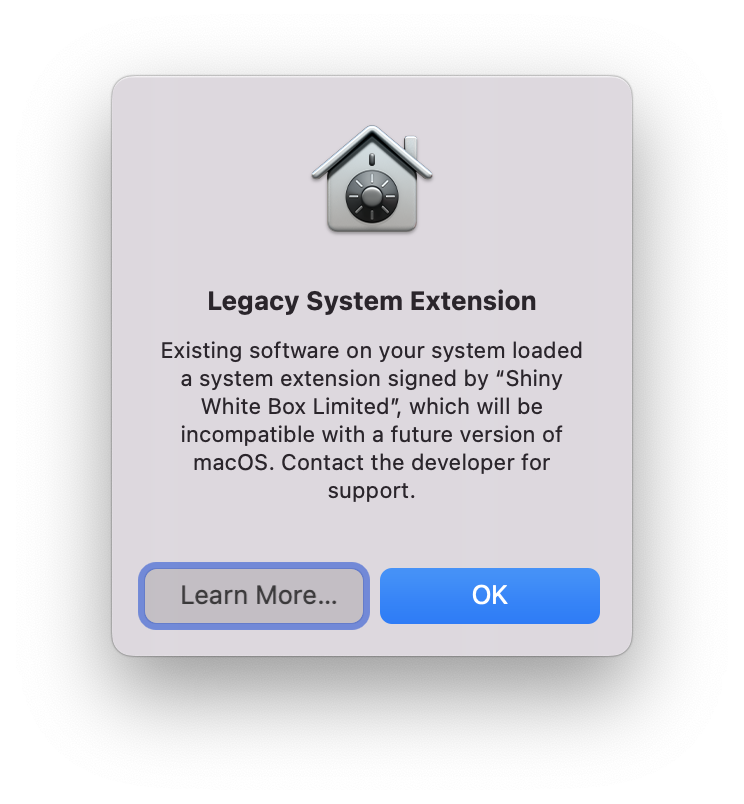 Legacy System Extension
Existing software on your system loaded
a system extension signed by “Shiny
White Box Limited”, which will be
incompatible with a future version of
macOS. Contact the developer for
support.
Learn More...
OK